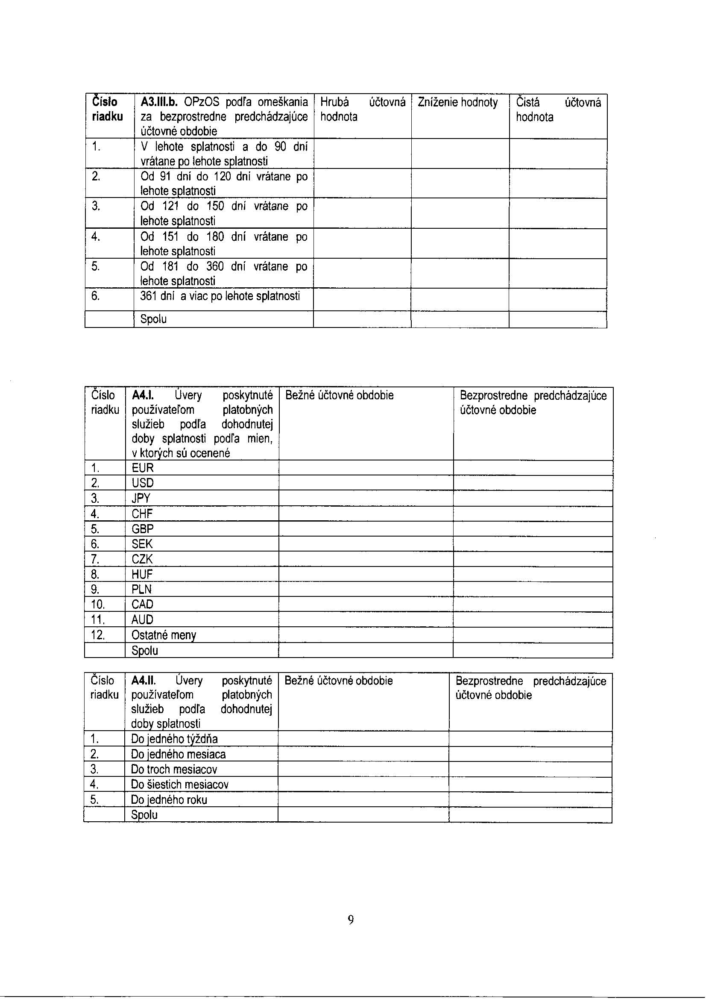 Číslo riadku | A3.III.b. OPzOS podľa omeškania za bezprostredne predchádzajúce účtovné obdobie | Hrubá účtovná hodnota | Zníženie hodnoty | Čistá účtovná hodnota
1. | V lehote splatnosti a do 90 dní vrátane po lehote splatnosti
2. | Od 91 dní do 120 dní vrátane po lehote splatnosti
3. | Od 121 do 150 dní vrátane po lehote splatnosti
4. | Od 151 do 180 dní vrátane po lehote splatnosti
5. | Od 181 do 360 dní vrátane po lehote splatnosti
6. | 361 dní a viac po lehote splatnosti
Spolu
Číslo riadku | A4.I. Úvery poskytnuté používateľom platobných služieb podľa dohodnutej doby splatnosti podľa mien, v ktorých sú ocenené | Bežné účtovné obdobie | Bezprostredne predchádzajúce účtovné obdobie
1. | EUR
2. | USD
3. | JPY
4. | CHF
5. | GBP
6. | SEK
7. | CZK
8. | HUF
9. | PLN
10. | CAD
11. | AUD
12. | Ostatné meny
Spolu
Číslo riadku | A4.II. Úvery poskytnuté používateľom platobných služieb podľa dohodnutej doby splatnosti | Bežné účtovné obdobie | Bezprostredne predchádzajúce účtovné obdobie
1. | Do jedného týždňa
2. | Do jedného mesiaca
3. | Do troch mesiacov
4. | Do šiestich mesiacov
5. | Do jedného roku
Spolu
9